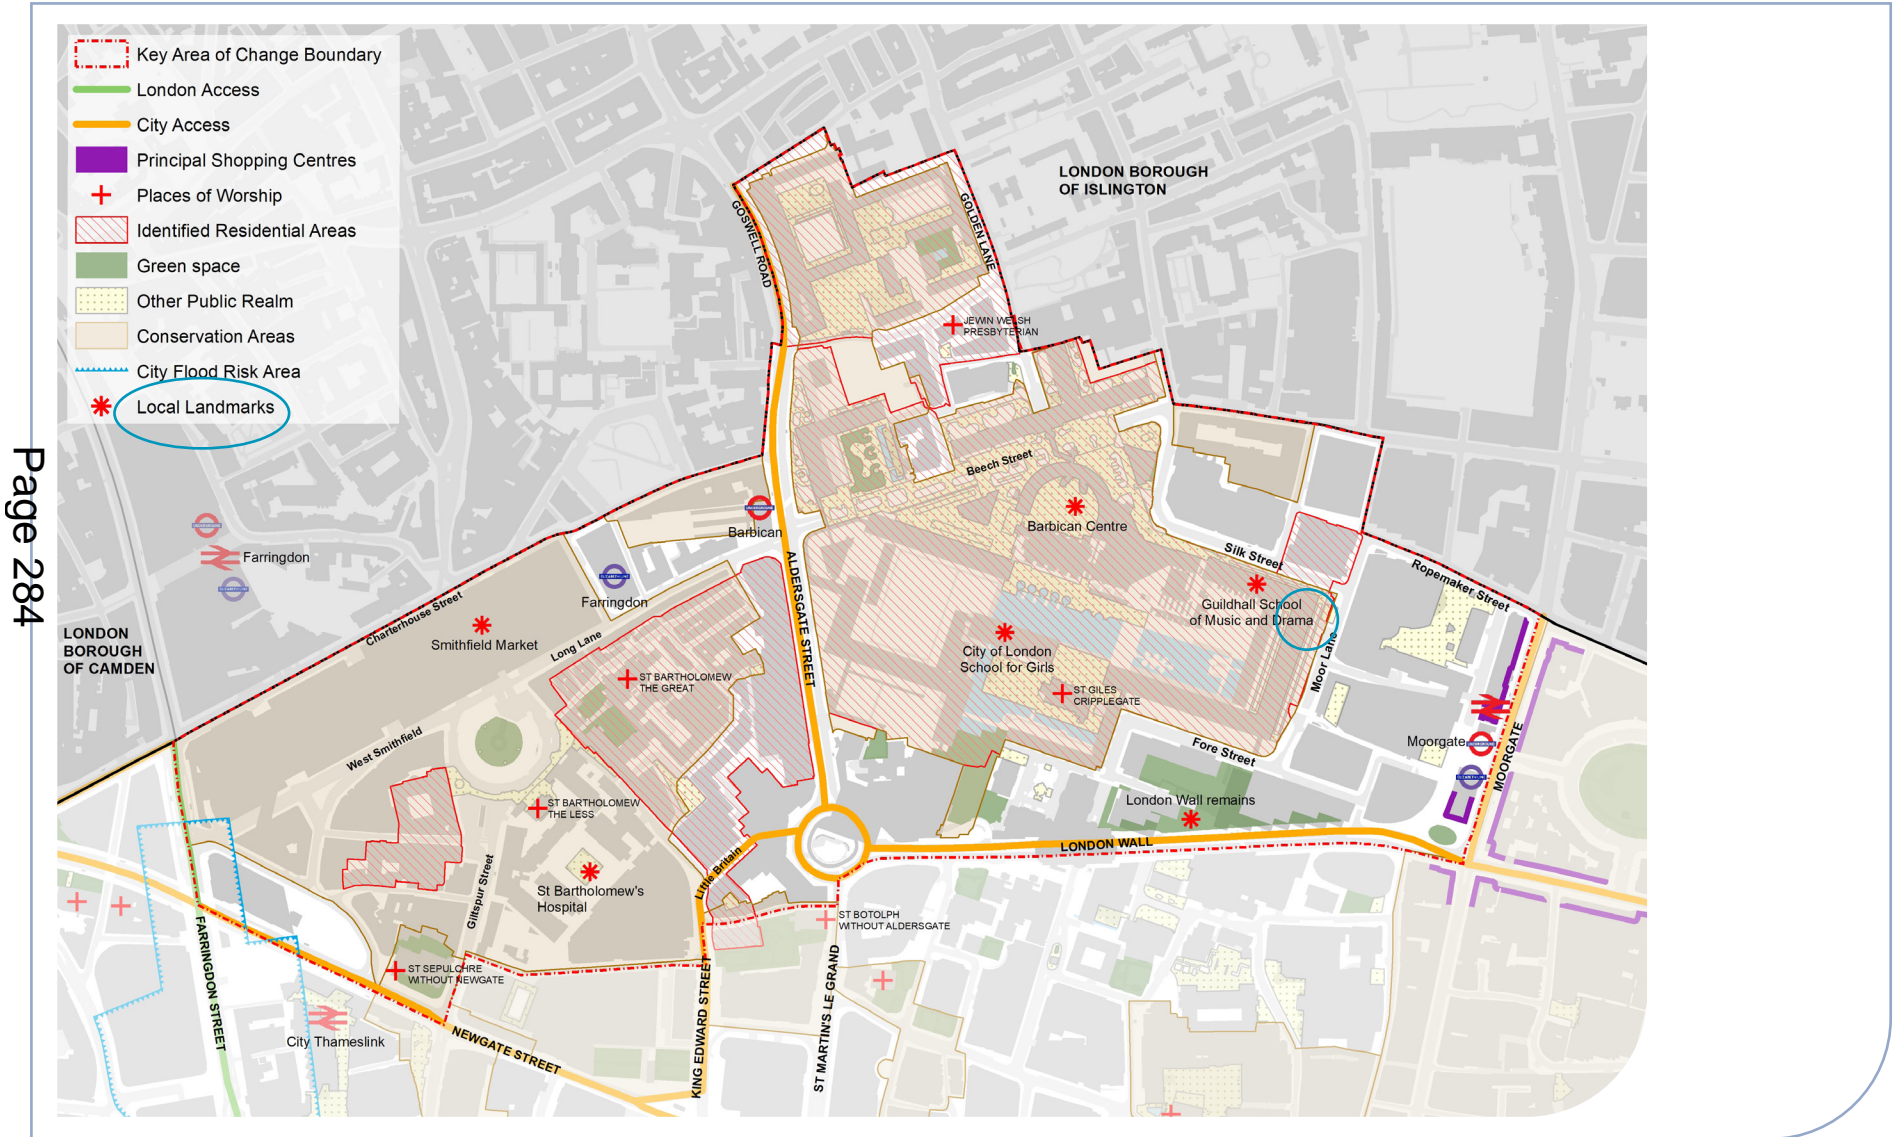 Key Area of Change Boundary
London Access
City Access
Principal Shopping Centres
Places of Worship
Identified Residential Areas
Green space
Other Public Realm
Conservation Areas
City Flood Risk Area
Local Landmarks
LONDON BOROUGH
OF ISLINGTON
GOSWELL ROAD
GOLDEN LANE
JEWIN WELSH
PRESBYTERIAN
Beech Street
Barbican Centre
Barbican
ALDERSGATE STREET
Silk Street
Ropemaker Street
Guildhall School
of Music and Drama
Moor Lane
Farringdon
Farringdon
Charterhouse Street
Smithfield Market
Long Lane
LONDON
BOROUGH
OF CAMDEN
Page 284
City of London
School for Girls
ST BARTHOLOMEW
THE GREAT
ST GILES
CRIPPLEGATE
West Smithfield
Fore Street
Moorgate
MOORGATE
ST BARTHOLOMEW
THE LESS
London Wall remains
LONDON WALL
Little Britain
Giltspur Street
St Bartholomew's
Hospital
ST BOTOLPH
WITHOUT ALDERSGATE
FARRINGDON STREET
ST SEPULCHRE
WITHOUT NEWGATE
City Thameslink
NEWGATE STREET
KING EDWARD STREET
ST MARTIN'S LE GRAND